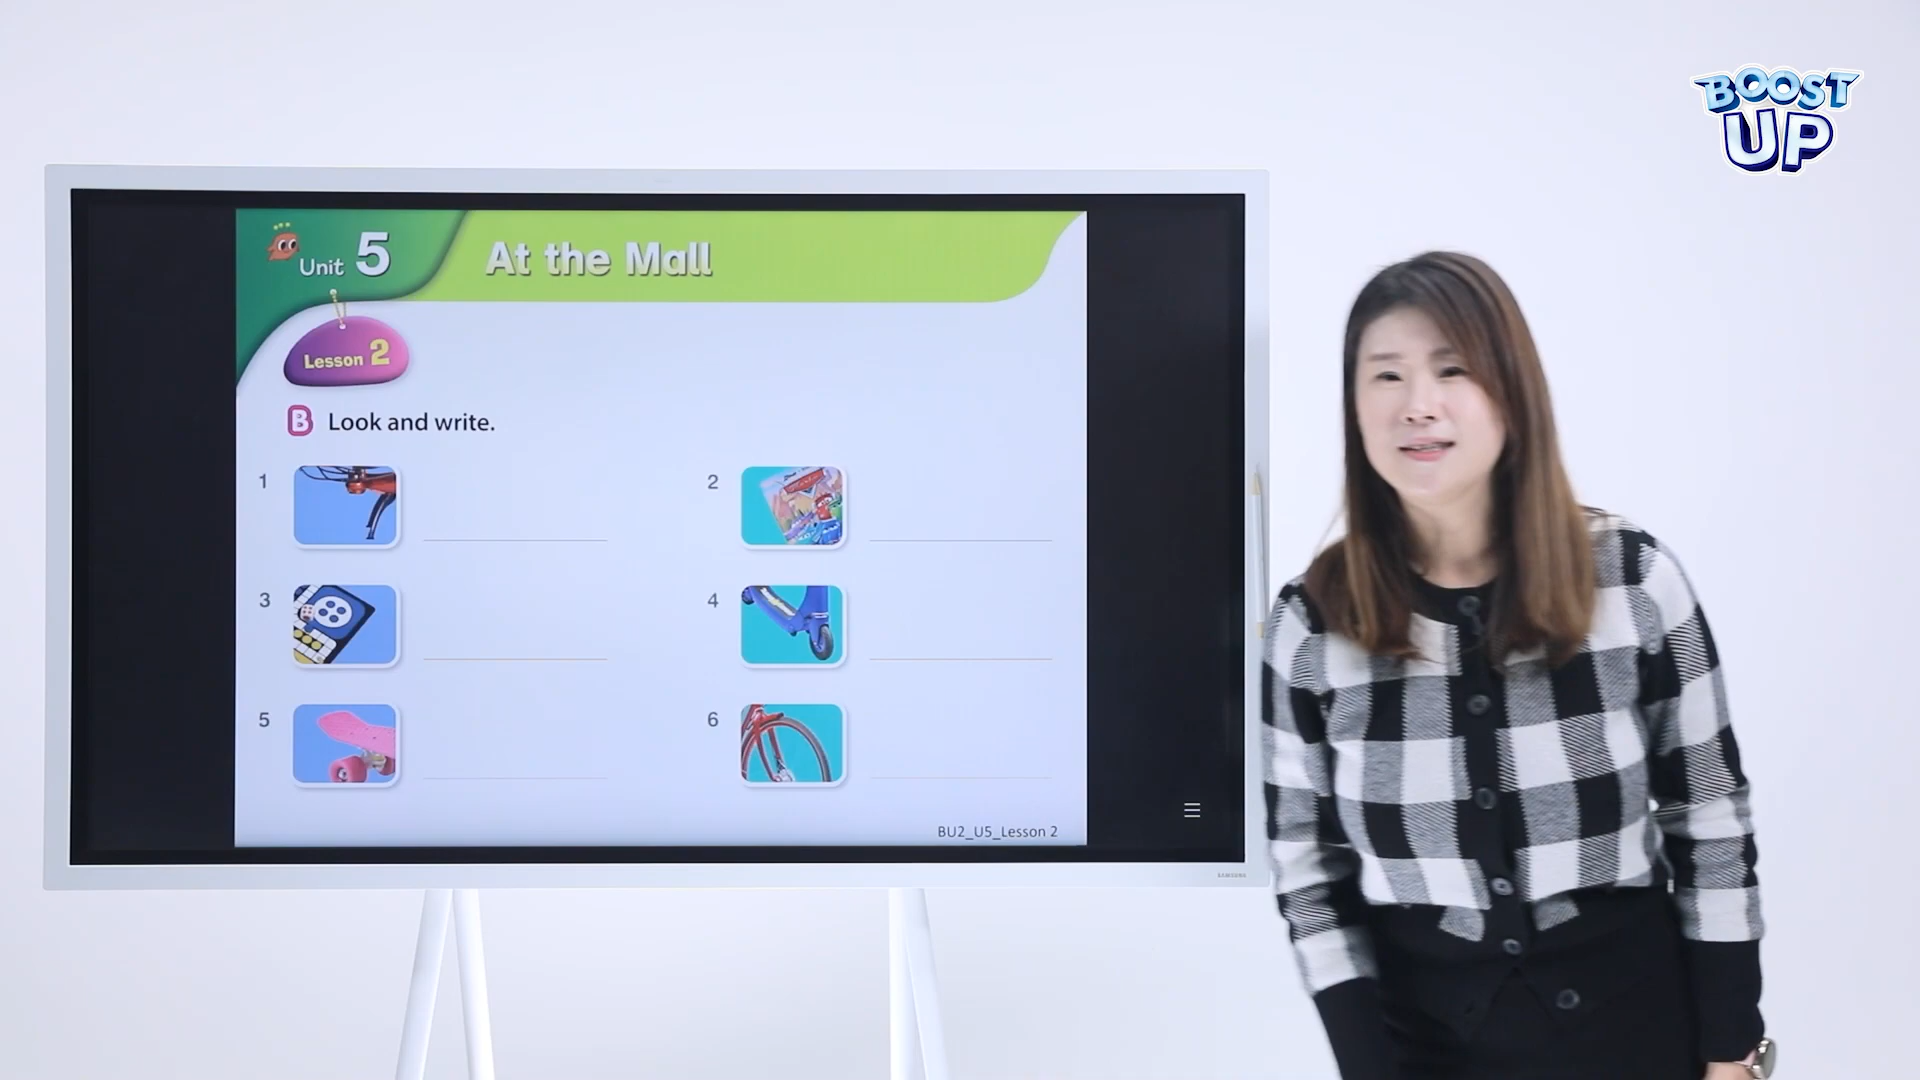 BOOST
UP
Unit 5
At the Mall
Lesson 2
B Look and write.
1
2
3
4
5
6
BU2_U5_Lesson 2
SAMSUNG